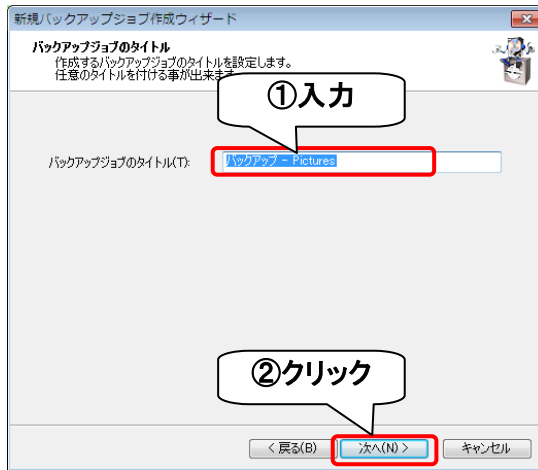 新規バックアップジョブ作成ウィザード
バックアップジョブのタイトル
作成するバックアップジョブのタイトルを設定します。
任意のタイトルを付ける事が出来ます
①入力
バックアップジョブのタイトル(T):
バックアップ - Pictures
②クリック
< 戻る(B)
次へ(N) >
キャンセル